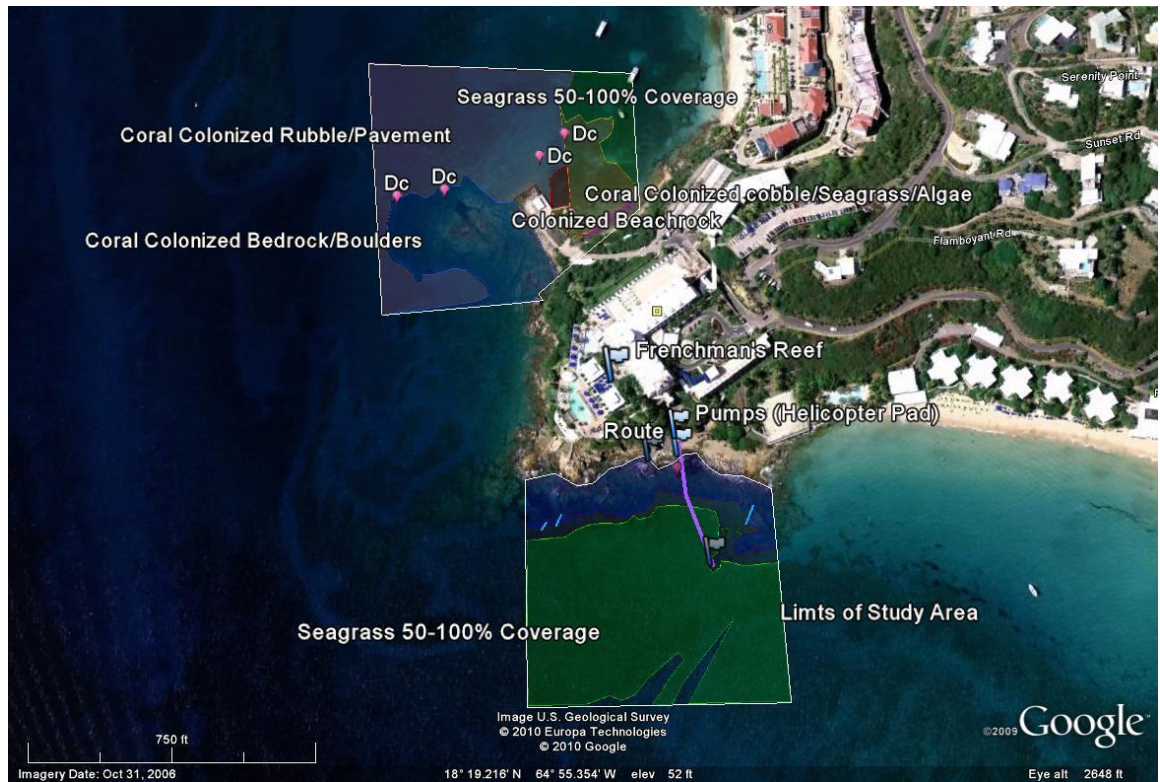 Serenity Point
Seagrass 50-100% Coverage
Coral Colonized Rubble/Pavement
Dc
Sunset Rd
Dc
Dc
Dc
Coral Colonized cobble/Seagrass/Algae
Colonized Beachrock
Coral Colonized Bedrock/Boulders
Flamboyant Rd
Frenchman's Reef
Pumps (Helicopter Pad)
Route
Limts of Study Area
Seagrass 50-100% Coverage
Image U.S. Geological Survey
© 2010 Europa Technologies
© 2010 Google
©2009 Google™
750 ft
Imagery Date: Oct 31, 2006
18° 19.216' N 64° 55.354' W elev 52 ft
Eye alt 2648 ft